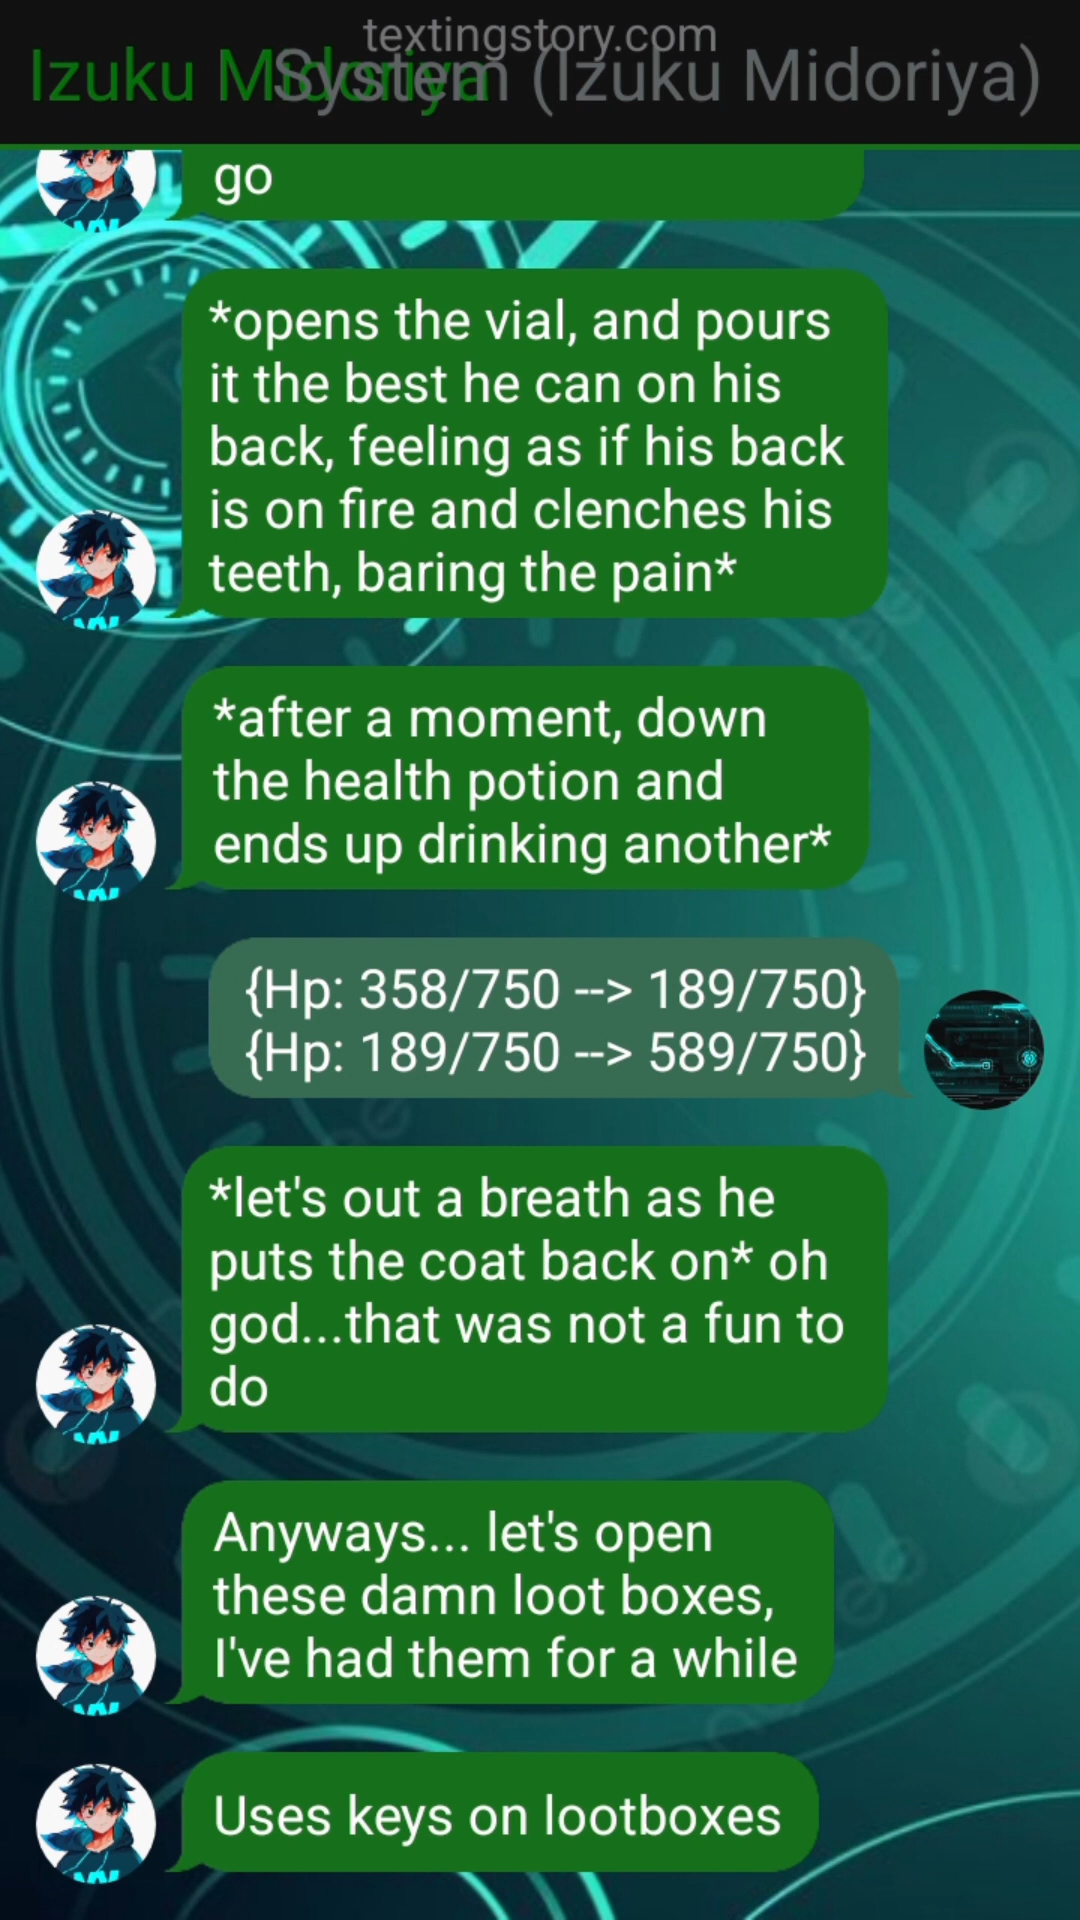 textingstory.com
Izuku Midoriya
System (Izuku Midoriya)
go
*opens the vial, and pours
it the best he can on his
back, feeling as if his back
is on fire and clenches his
teeth, baring the pain*
*after a moment, down
the health potion and
ends up drinking another*
{Hp: 358/750 --> 189/750}
{Hp: 189/750 --> 589/750}
*let's out a breath as he
puts the coat back on* oh
god...that was not a fun to
do
Anyways... let's open
these damn loot boxes,
I've had them for a while
Uses keys on lootboxes